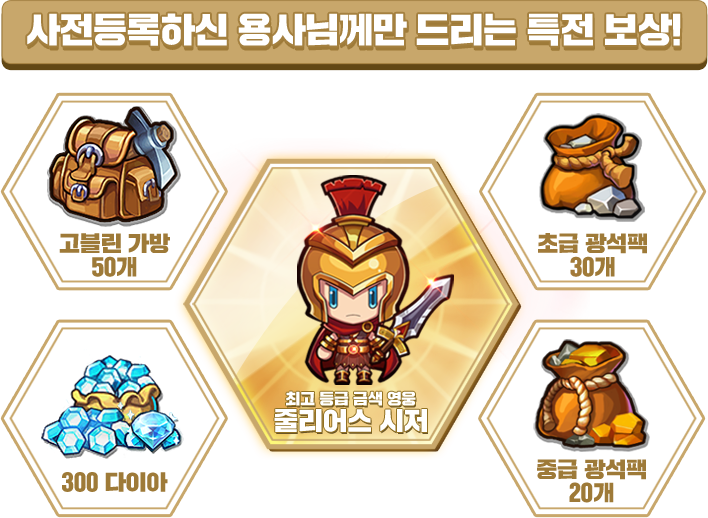 사전등록하신 용사님께만 드리는 특전 보상!
고블린 가방
50개
초급 광석팩
30개
최고 등급 금색 영웅
줄리어스 시저
300 다이아
중급 광석팩
20개